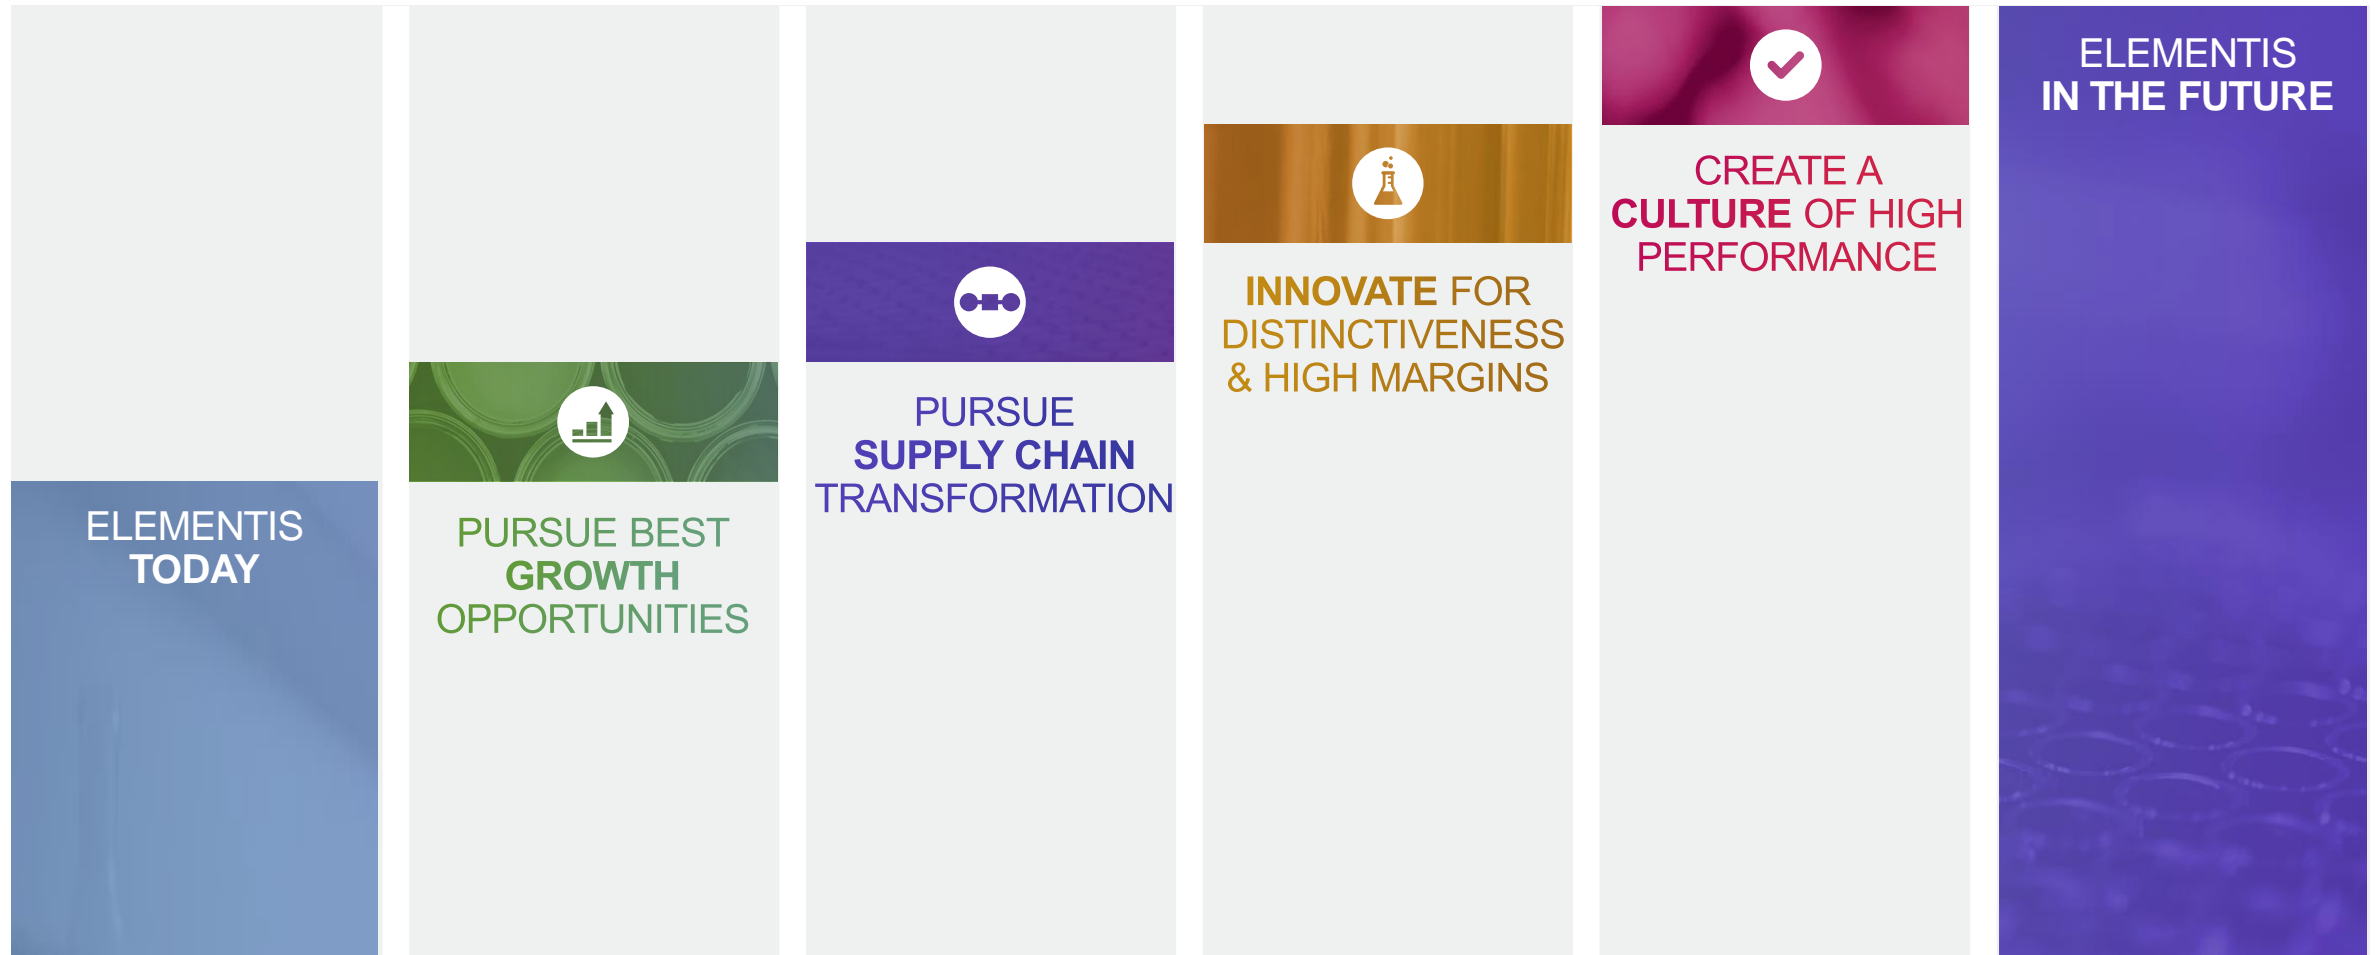 ELEMENTIS
TODAY
PURSUE BEST
GROWTH
OPPORTUNITIES
PURSUE
SUPPLY CHAIN
TRANSFORMATION
INNOVATE FOR
DISTINCTIVENESS
& HIGH MARGINS
CREATE A
CULTURE OF HIGH
PERFORMANCE
ELEMENTIS
IN THE FUTURE